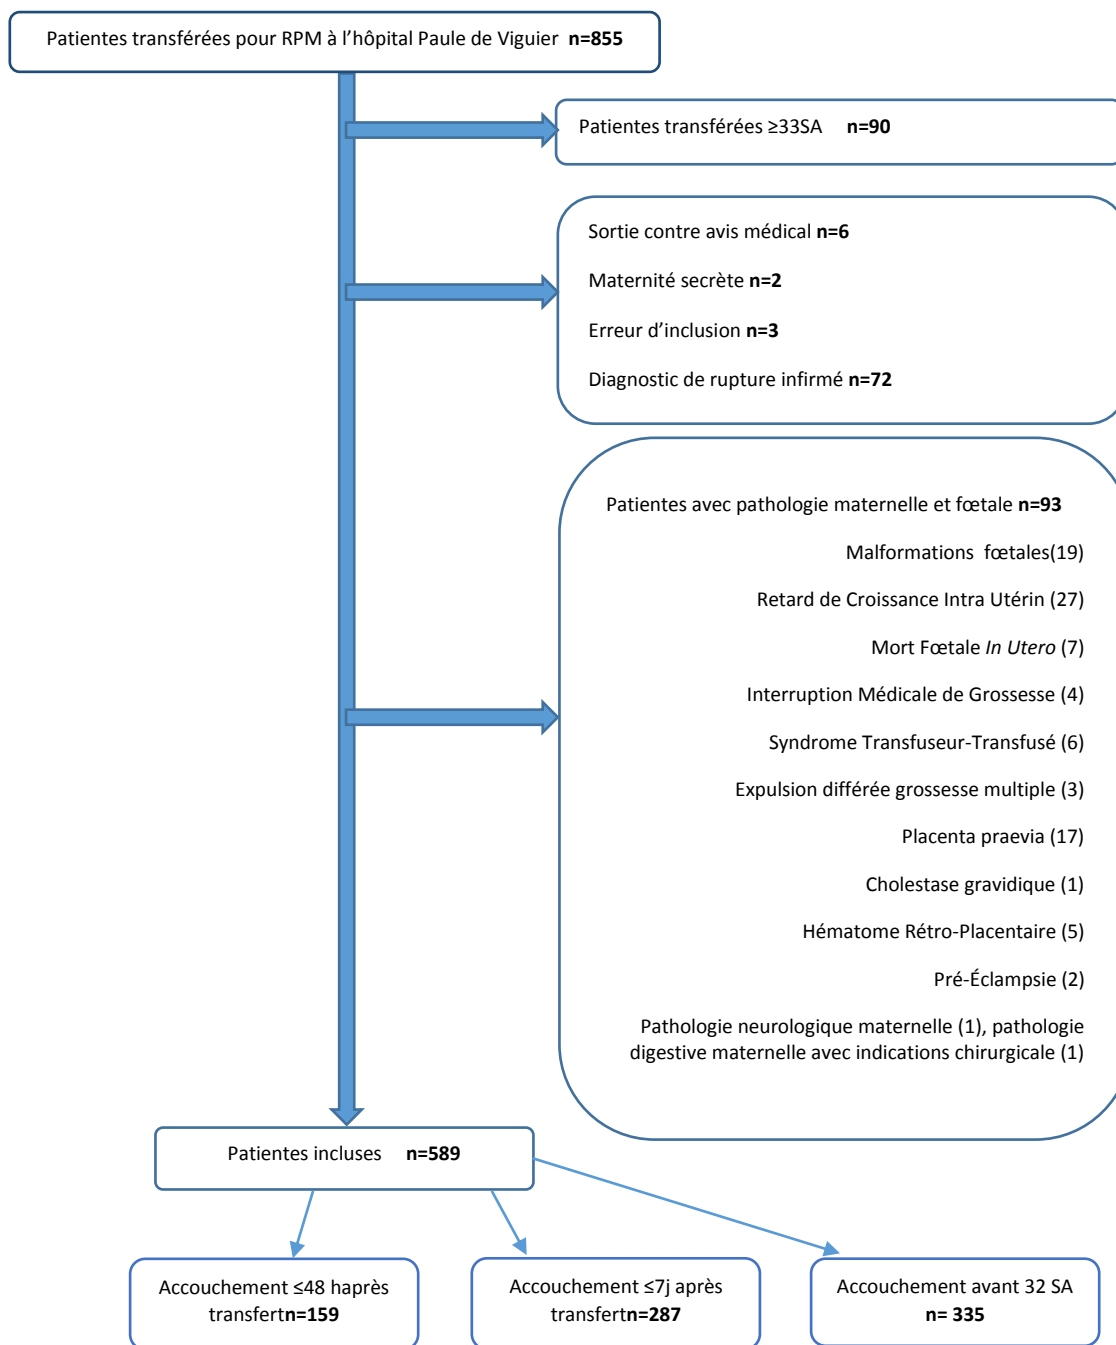 Patientes transférées pour RPM à l’hôpital Paule de Viguier n=855
Patientes transférées ≥33SA n=90
Sortie contre avis médical n=6
Maternité secrète n=2
Erreur d’inclusion n=3
Diagnostic de rupture infirmé n=72
Patientes avec pathologie maternelle et fœtale n=93
Malformations fœtales(19)
Retard de Croissance Intra Utérin (27)
Mort Fœtale In Utero (7)
Interruption Médicale de Grossesse (4)
Syndrome Transfuseur-Transfusé (6)
Expulsion différée grossesse multiple (3)
Placenta praevia (17)
Cholestase gravidique (1)
Hématome Rétro-Placentaire (5)
Pré-Éclampsie (2)
Pathologie neurologique maternelle (1), pathologie
digestive maternelle avec indications chirurgicale (1)
Patientes incluses n=589
Accouchement ≤48 haprès
transfertn=159
Accouchement ≤7j après
transfertn=287
Accouchement avant 32 SA
n= 335